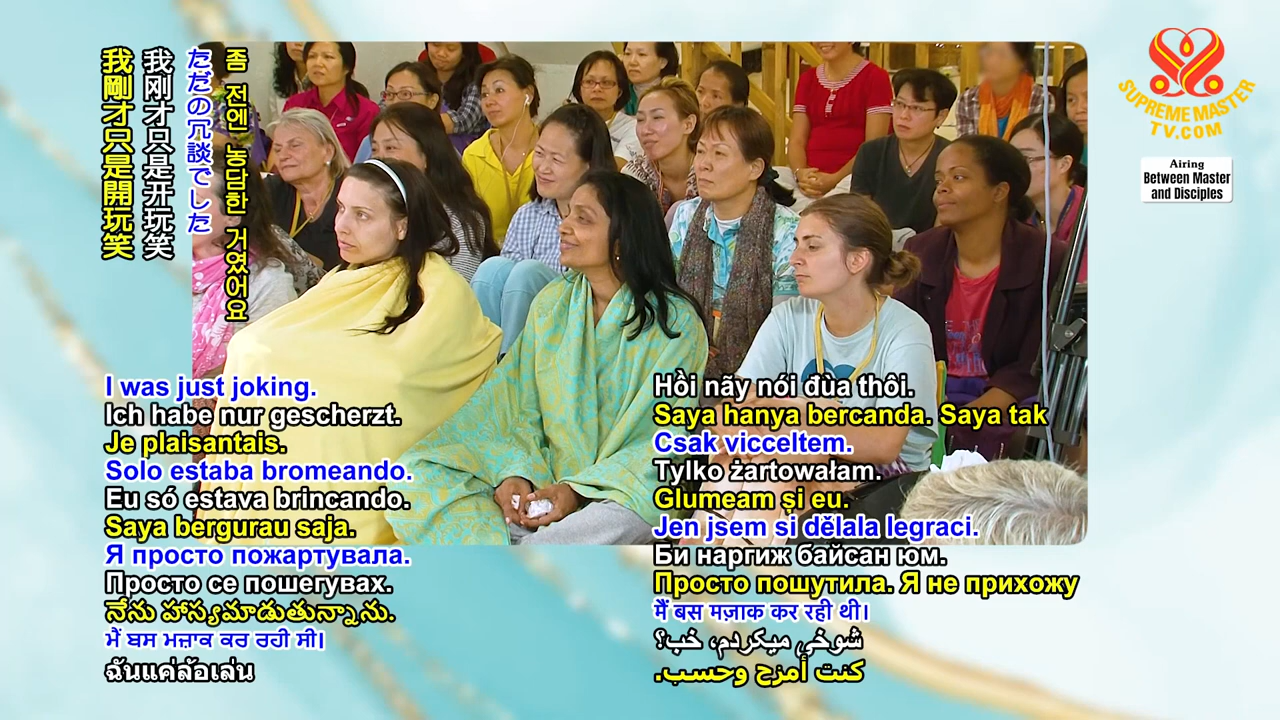 좀 전엔 농담한 거였어요
ただの冗談でした
我刚才只是开玩笑
我剛才只是開玩笑
SUPREME MASTER
TV.COM
Airing
Between Master
and Disciples
I was just joking.
Ich habe nur gescherzt.
Je plaisantais.
Solo estaba bromeando.
Eu só estava brincando.
Saya bergurau saja.
Я просто пожартувала.
Просто се пошегувах.
నేను హాస్యమాడుతున్నాను.
ਮੈਂ ਬਸ ਮਜ਼ਾਕ ਕਰ ਰਹੀ ਸੀ।
ฉันแค่ล้อเล่น
Hồi nãy nói đùa thôi.
Saya hanya bercanda. Saya tak
Csak vicceltem.
Tylko żartowałam.
Glumeam și eu.
Jen jsem si dělala legraci.
Би наргиж байсан юм.
Просто пошутила. Я не прихожу
मैं बस मज़ाक कर रही थी।
شوخی میکردم، خب؟
كنت أمزح وحسب.